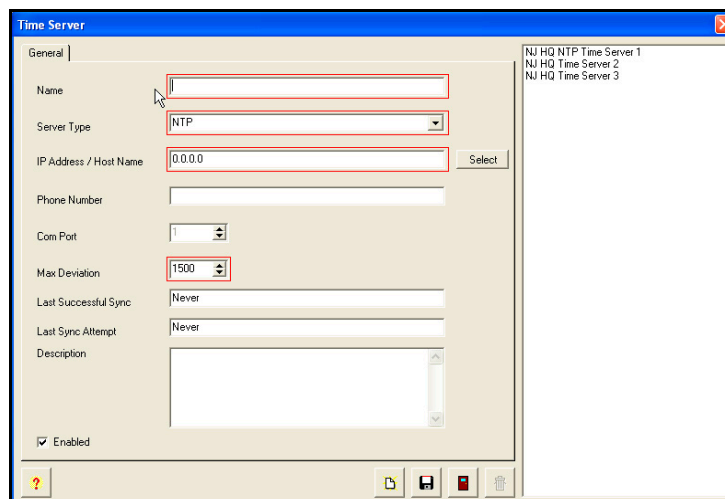 Time Server
General
Name
Server Type NTP
IP Address / Host Name 0.0.0.0 Select
Phone Number
Com Port 1
Max Deviation 1500
Last Successful Sync Never
Last Sync Attempt Never
Description
Enabled
?
NJ HQ NTP Time Server 1
NJ HQ Time Server 2
NJ HQ Time Server 3